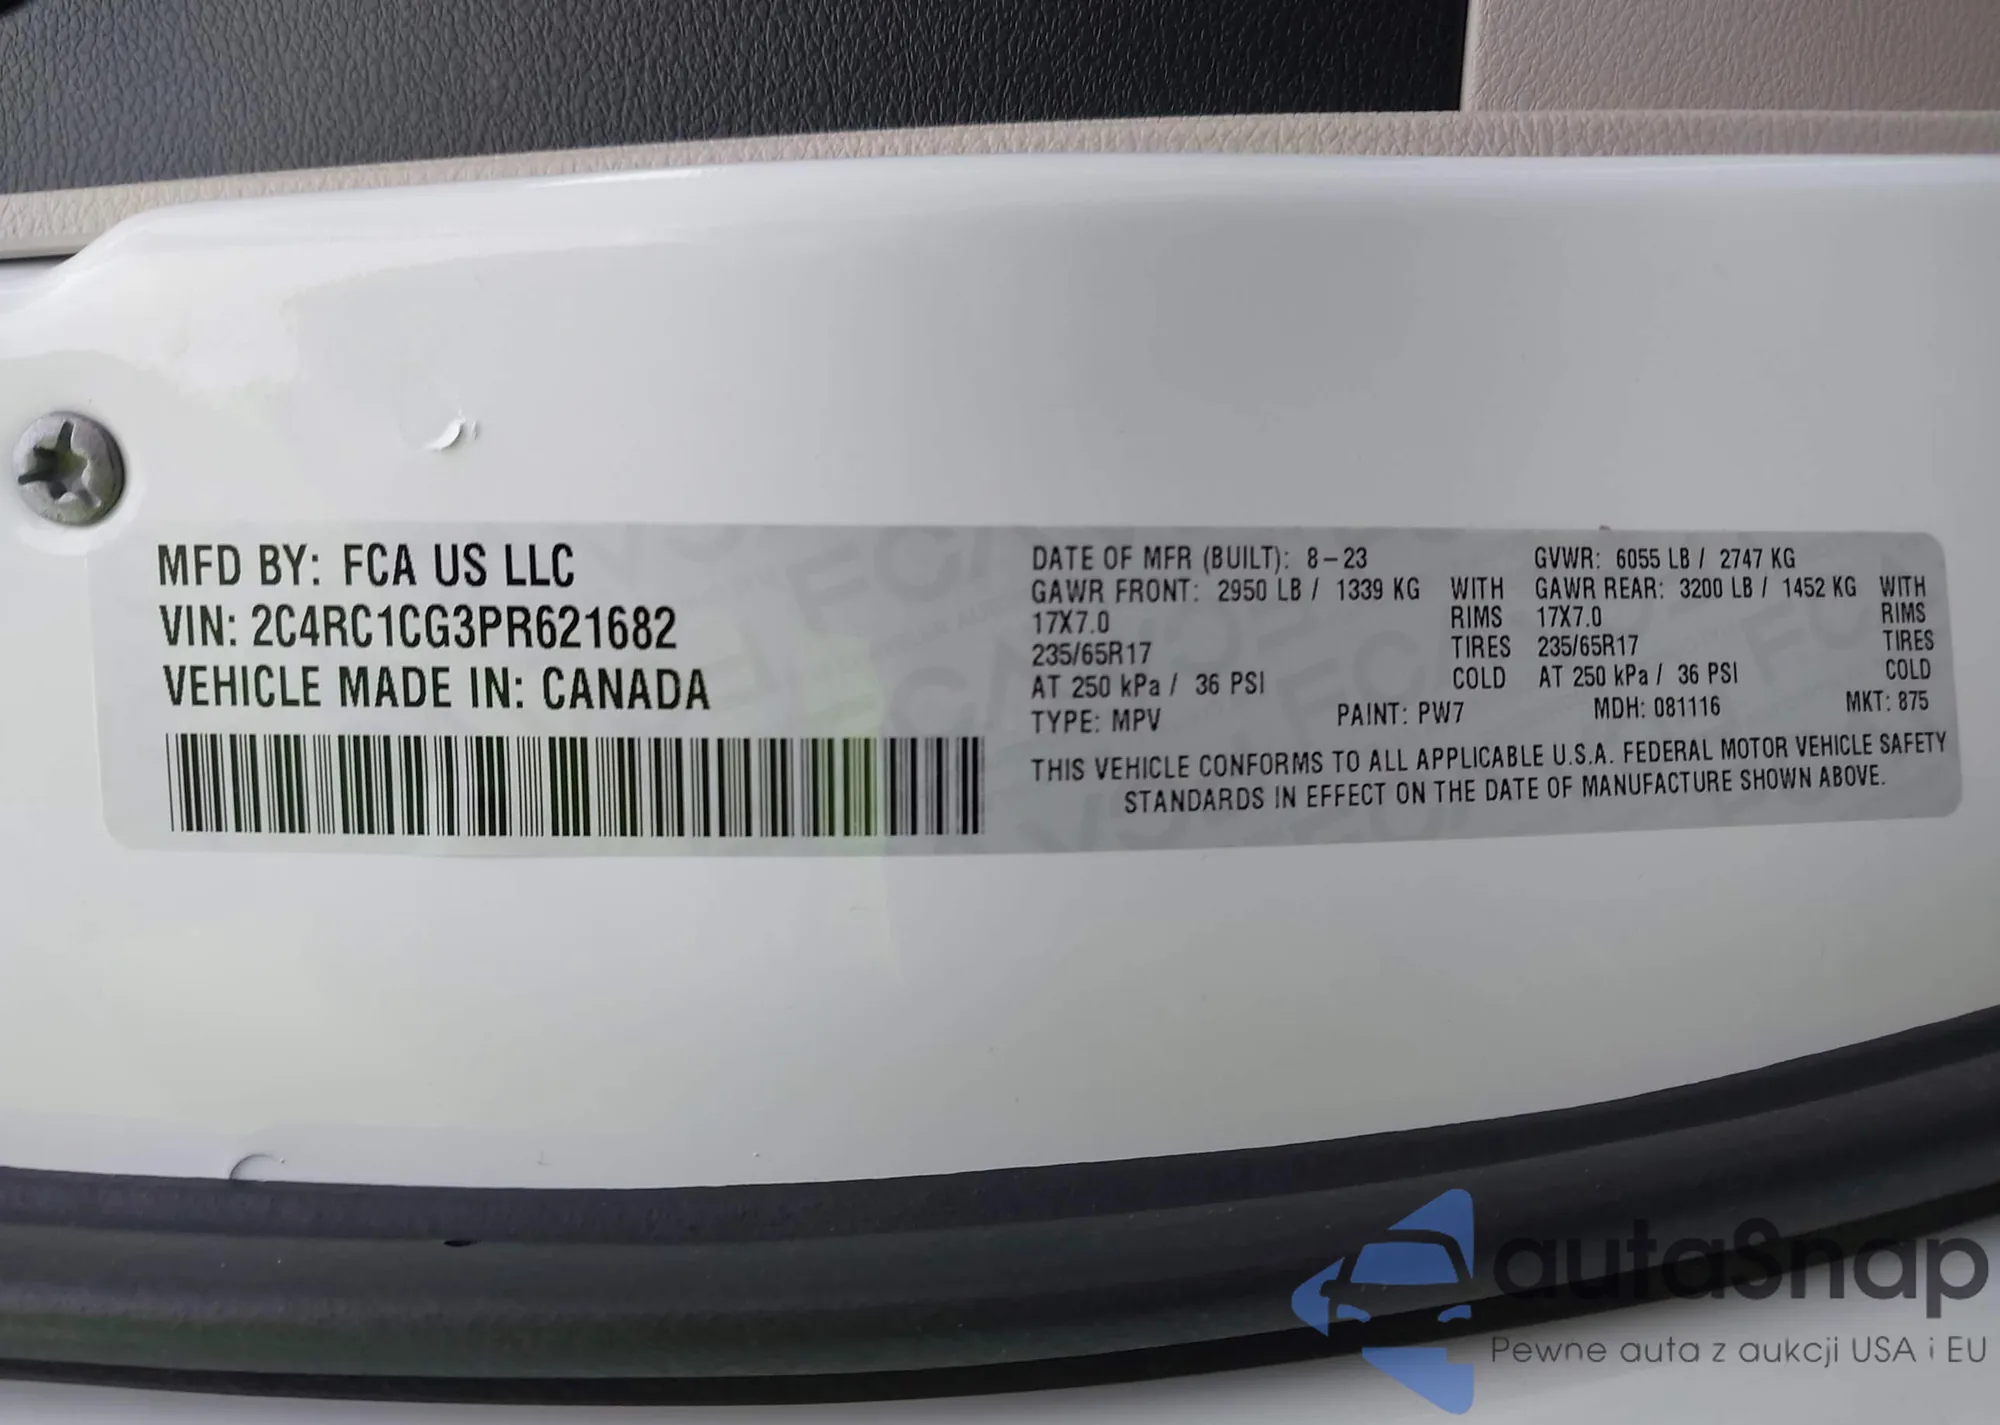 MFD BY: FCA US LLC
VIN: 2C4RC1CG3PR621682
VEHICLE MADE IN: CANADA
DATE OF MFR (BUILT): 8-23 GVWR: 6055 LB / 2747 KG
GAWR FRONT: 2950 LB / 1339 KG WITH GAWR REAR: 3200 LB / 1452 KG WITH
17X7.0 RIMS 17X7.0 RIMS
235/65R17 TIRES 235/65R17 TIRES
AT 250 kPa / 36 PSI COLD AT 250 kPa / 36 PSI COLD
TYPE: MPV PAINT: PW7 MDH: 081116 MKT: 875
THIS VEHICLE CONFORMS TO ALL APPLICABLE U.S.A. FEDERAL MOTOR VEHICLE SAFETY
STANDARDS IN EFFECT ON THE DATE OF MANUFACTURE SHOWN ABOVE.
autaSnap
Pewne auta z aukcji USA i EU